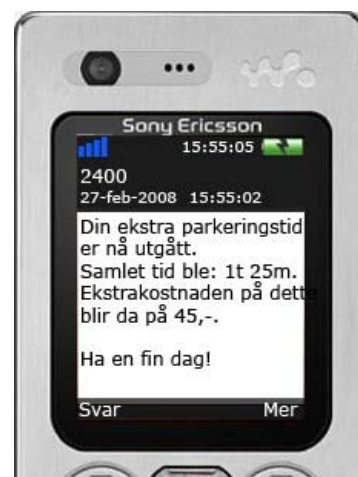 Sony Ericsson
15:55:05
2400
27-feb-2008 15:55:02
Din ekstra parkeringstid
er nå utgått.
Samlet tid ble: 1t 25m.
Ekstrakostnaden på dette
blir da på 45,-.
Ha en fin dag!
Svar Mer